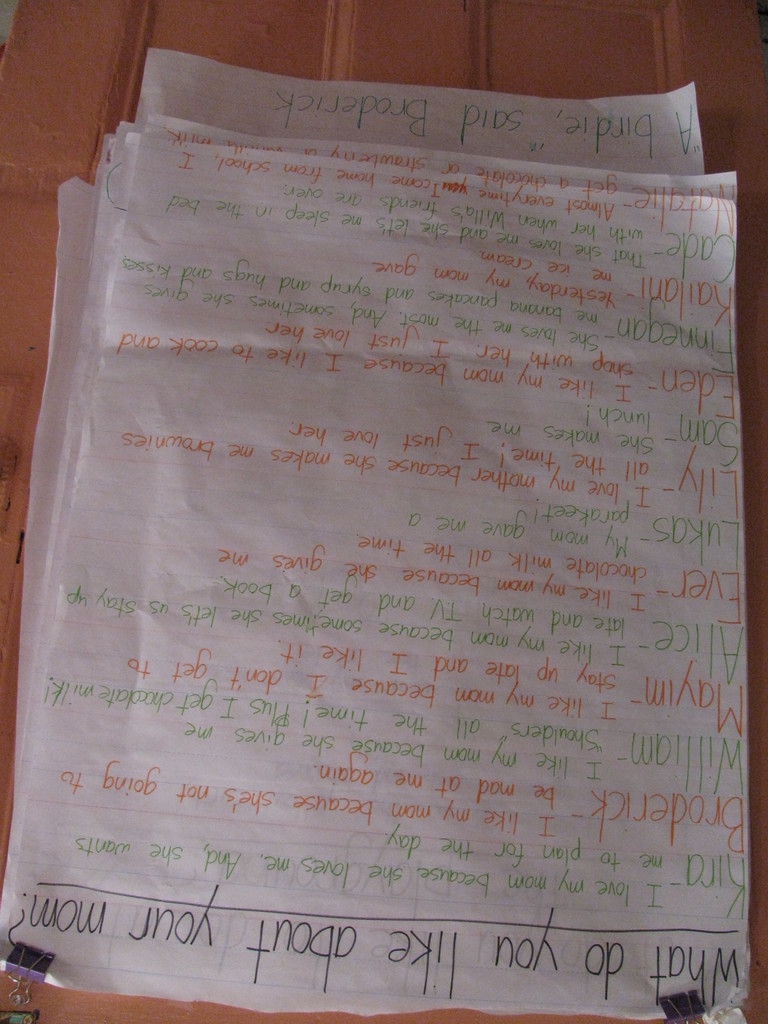 What do you like about your mom?
Kira- I love my mom because she loves me. And, she wants
me to plan for the day.
Broderick- I like my mom because she's not going to
be mad at me again.
William- I like my mom because she gives me
"Shoulders" all the time! Plus I get chocolate milk!
Mayim- I like my mom because I don't get to
stay up late and I like it.
Alice- I like my mom because sometimes she let's us stay up
late and watch TV and get a book.
Ever- I like my mom because she gives me
chocolate milk all the time.
Lukas- My mom gave me a
parakeet!
Lily- I love my mother because she makes me brownies
all the time! I just love her.
Sam- She makes me
lunch!
Eden- I like my mom because I like to cook and
shop with her. I just love her.
Finnegan- She loves me the most. And, sometimes she gives
me banana pancakes and syrup and hugs and kisses.
Kailani- Yesterday, my mom gave
me ice cream.
Cade- That she loves me and she let's me sleep in the bed
with her when Willa's friends are over.
Natalie- Almost everytime you come home from school, I
get a chocolate or strawberry or vanilla milk.
"A birdie," said Broderick